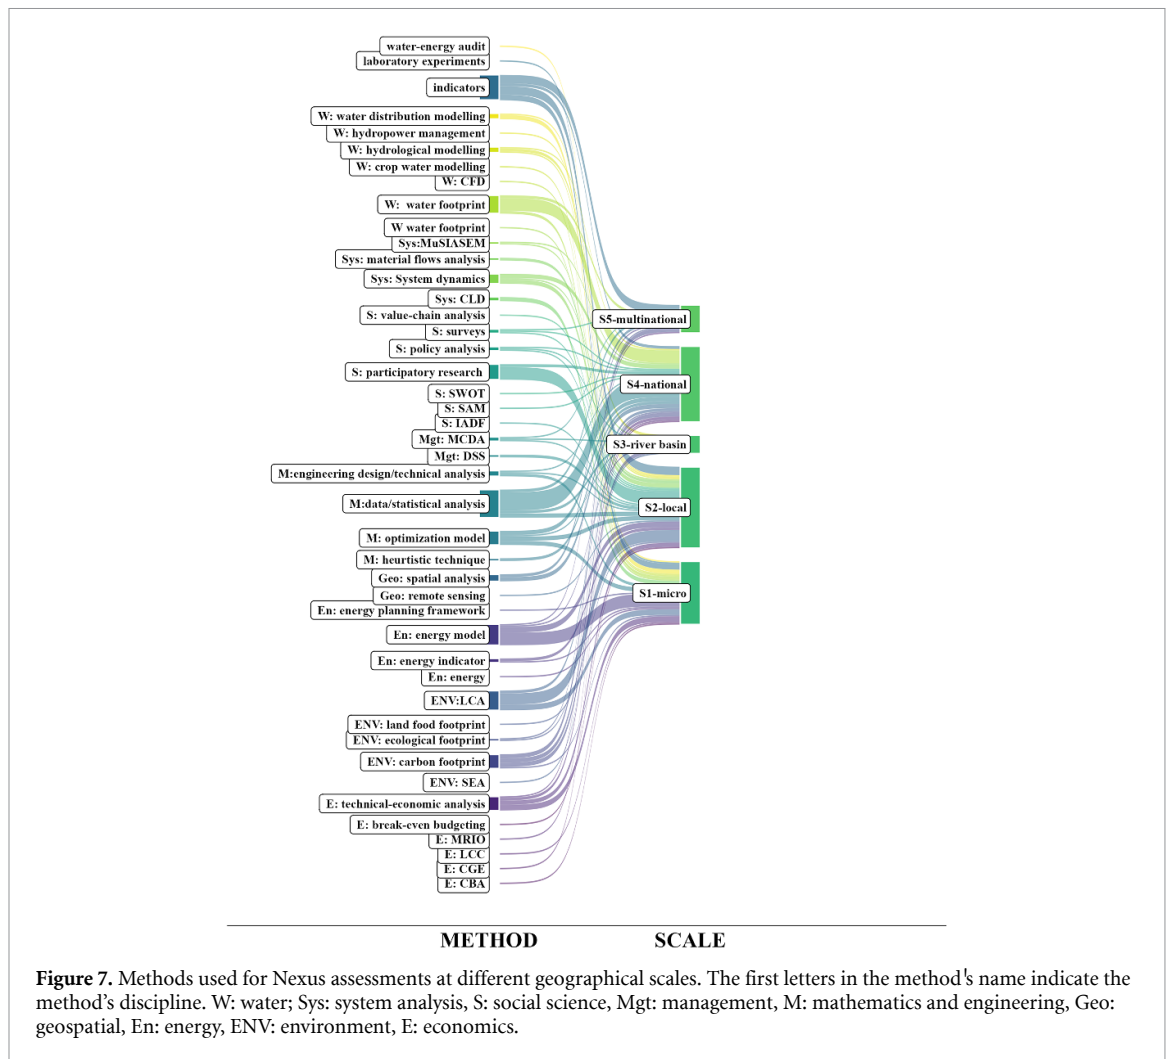 water-energy audit
laboratory experiments
indicators
W: water distribution modelling
W: hydropower management
W: hydrological modelling
W: crop water modelling
W: CFD
W: water footprint
W water footprint
Sys:MuSIASEM
Sys: material flows analysis
Sys: System dynamics
Sys: CLD
S: value-chain analysis
S: surveys
S: policy analysis
S: participatory research
S: SWOT
S: SAM
S: IADF
Mgt: MCDA
Mgt: DSS
M:engineering design/technical analysis
M:data/statistical analysis
M: optimization model
M: heurtistic technique
Geo: spatial analysis
Geo: remote sensing
En: energy planning framework
En: energy model
En: energy indicator
En: energy
ENV:LCA
ENV: land food footprint
ENV: ecological footprint
ENV: carbon footprint
ENV: SEA
E: technical-economic analysis
E: break-even budgeting
E: MRIO
E: LCC
E: CGE
E: CBA
S5-multinational
S4-national
S3-river basin
S2-local
S1-micro
METHOD SCALE
Figure 7. Methods used for Nexus assessments at different geographical scales. The first letters in the method's name indicate the
method's discipline. W: water; Sys: system analysis, S: social science, Mgt: management, M: mathematics and engineering, Geo:
geospatial, En: energy, ENV: environment, E: economics.